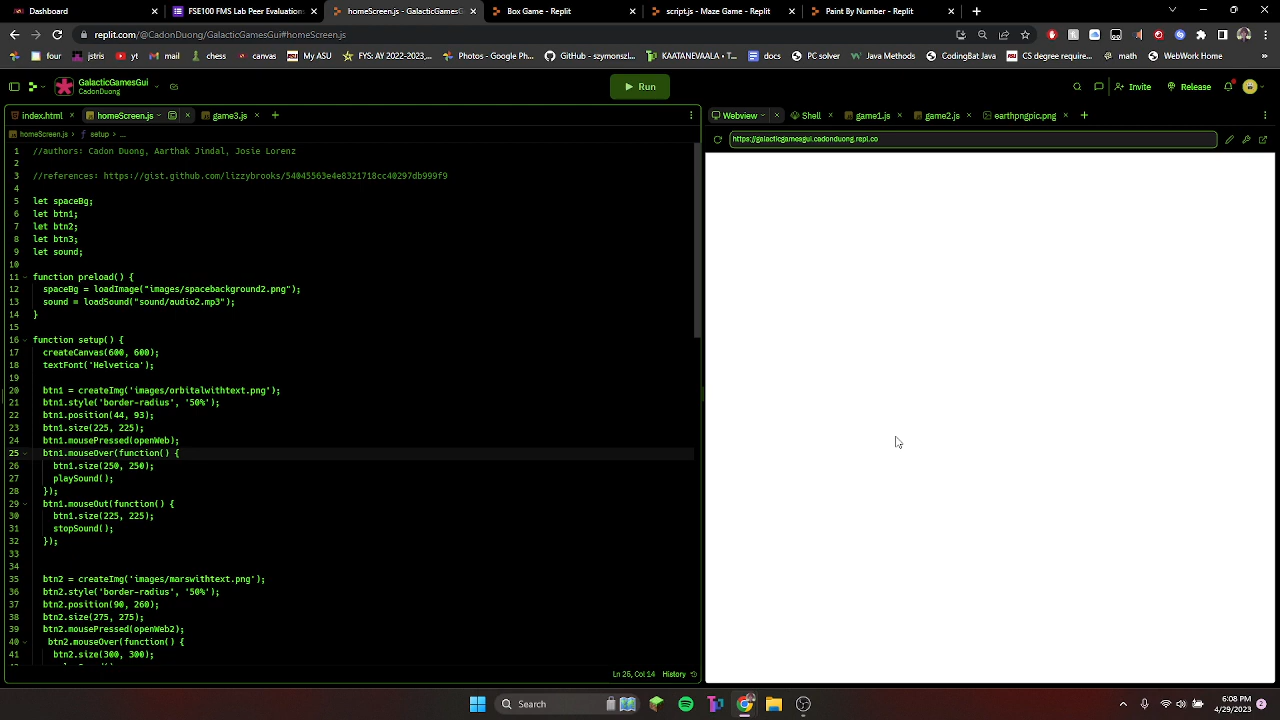 Dashboard
FSE100 FMS Lab Peer Evaluation
homeScreen.js - GalacticGamesG
Box Game - Replit
script.js - Maze Game - Replit
Paint By Number - Replit
replit.com/@CadonDuong/GalacticGamesGui#homeScreen.js
four
jstris
yt
mail
chess
canvas
My ASU
FYS: AY 2022-2023,...
Photos - Google Ph...
GitHub - szymonsz...
KAATANEWAALA • T...
docs
PC solver
Java Methods
CodingBat Java
CS degree require...
math
WebWork Home
»
GalacticGamesGui
CadonDuong
Run
Invite
Release
index.html
homeScreen.js
game3.js
homeScreen.js > setup > ...
Webview
Shell
game1.js
game2.js
earthpngpic.png
https://galacticgamesgui.cadonduong.repl.co
1 //authors: Cadon Duong, Aarthak Jindal, Josie Lorenz
2
3 //references: https://gist.github.com/lizzybrooks/54045563e4e8321718cc40297db999f9
4
5 let spaceBg;
6 let btn1;
7 let btn2;
8 let btn3;
9 let sound;
10
11 function preload() {
12 spaceBg = loadImage("images/spacebackground2.png");
13 sound = loadSound("sound/audio2.mp3");
14 }
15
16 function setup() {
17 createCanvas(600, 600);
18 textFont('Helvetica');
19
20 btn1 = createImg('images/orbitalwithtext.png');
21 btn1.style('border-radius', '50%');
22 btn1.position(44, 93);
23 btn1.size(225, 225);
24 btn1.mousePressed(openWeb);
25 btn1.mouseOver(function() {
26 btn1.size(250, 250);
27 playSound();
28 });
29 btn1.mouseOut(function() {
30 btn1.size(225, 225);
31 stopSound();
32 });
33
34
35 btn2 = createImg('images/marswithtext.png');
36 btn2.style('border-radius', '50%');
37 btn2.position(90, 260);
38 btn2.size(275, 275);
39 btn2.mousePressed(openWeb2);
40 btn2.mouseOver(function() {
41 btn2.size(300, 300);
Ln 25, Col 14 History
Search
6:08 PM
4/29/2023